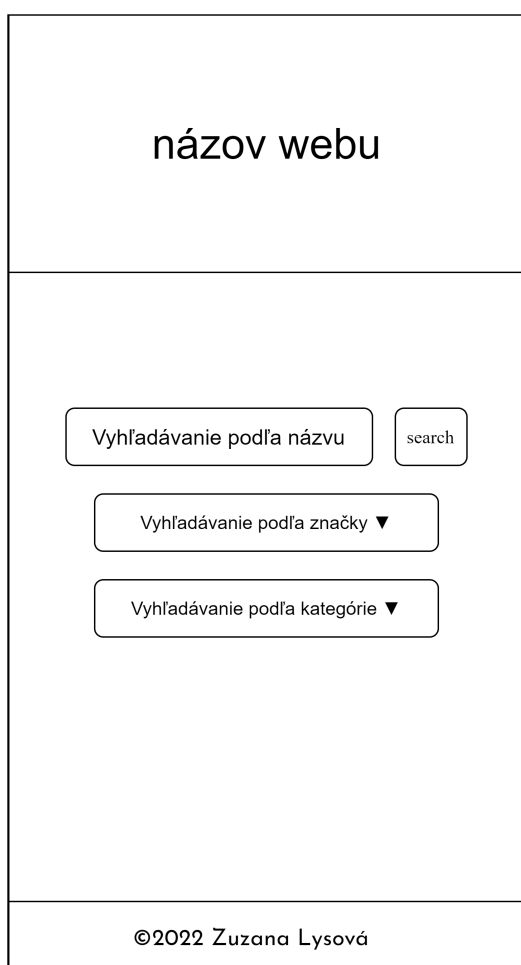 názov webu
Vyhľadávanie podľa názvu search
Vyhľadávanie podľa značky ▼
Vyhľadávanie podľa kategórie ▼
©2022 Zuzana Lysová